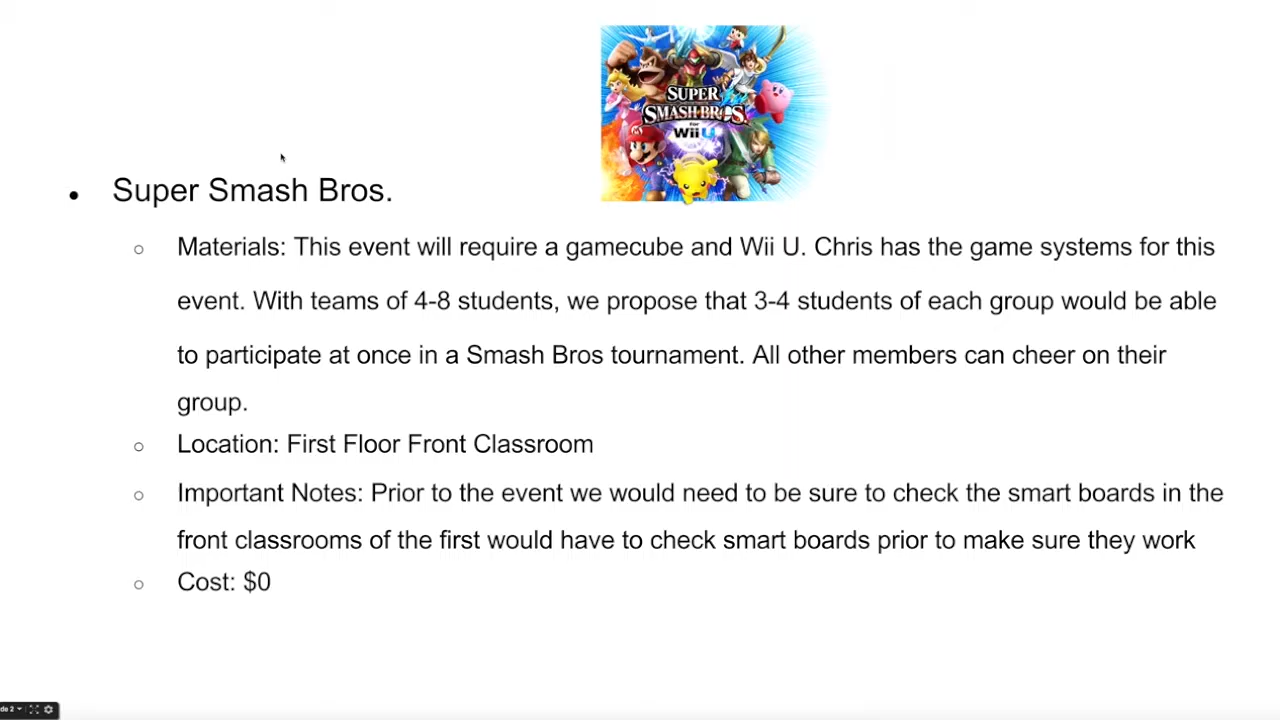 SUPER
SMASH BROS.
for
Wii U
Super Smash Bros.
Materials: This event will require a gamecube and Wii U. Chris has the game systems for this
event. With teams of 4-8 students, we propose that 3-4 students of each group would be able
to participate at once in a Smash Bros tournament. All other members can cheer on their
group.
Location: First Floor Front Classroom
Important Notes: Prior to the event we would need to be sure to check the smart boards in the
front classrooms of the first would have to check smart boards prior to make sure they work
Cost: $0
de 2